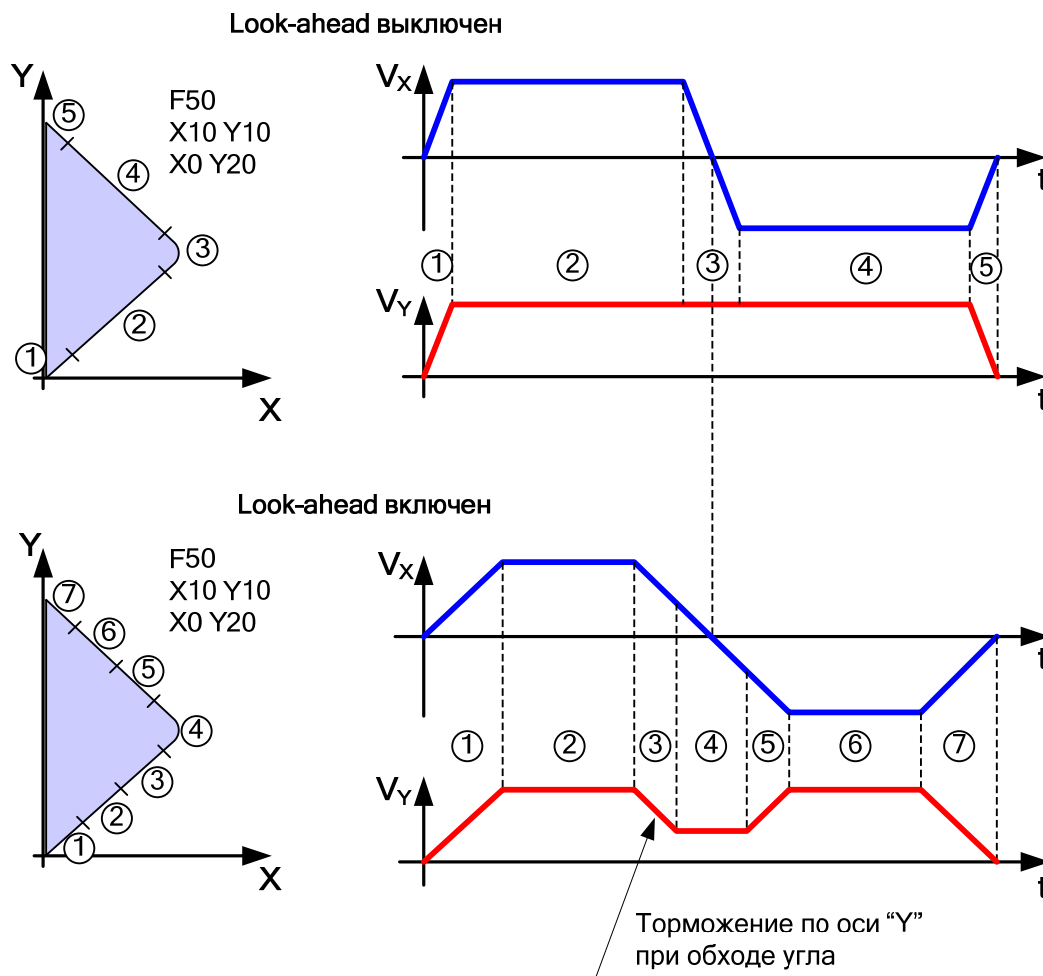 Look-ahead выключен
Y
⑤
F50
X10 Y10
X0 Y20
④
③
②
①
X
VX
t
① ② ③ ④ ⑤
VY
t
Look-ahead включен
Y
⑦
F50
X10 Y10
X0 Y20
⑥
⑤
④
③
②
①
X
VX
t
① ② ③ ④ ⑤ ⑥ ⑦
VY
t
Торможение по оси “Y”
при обходе угла